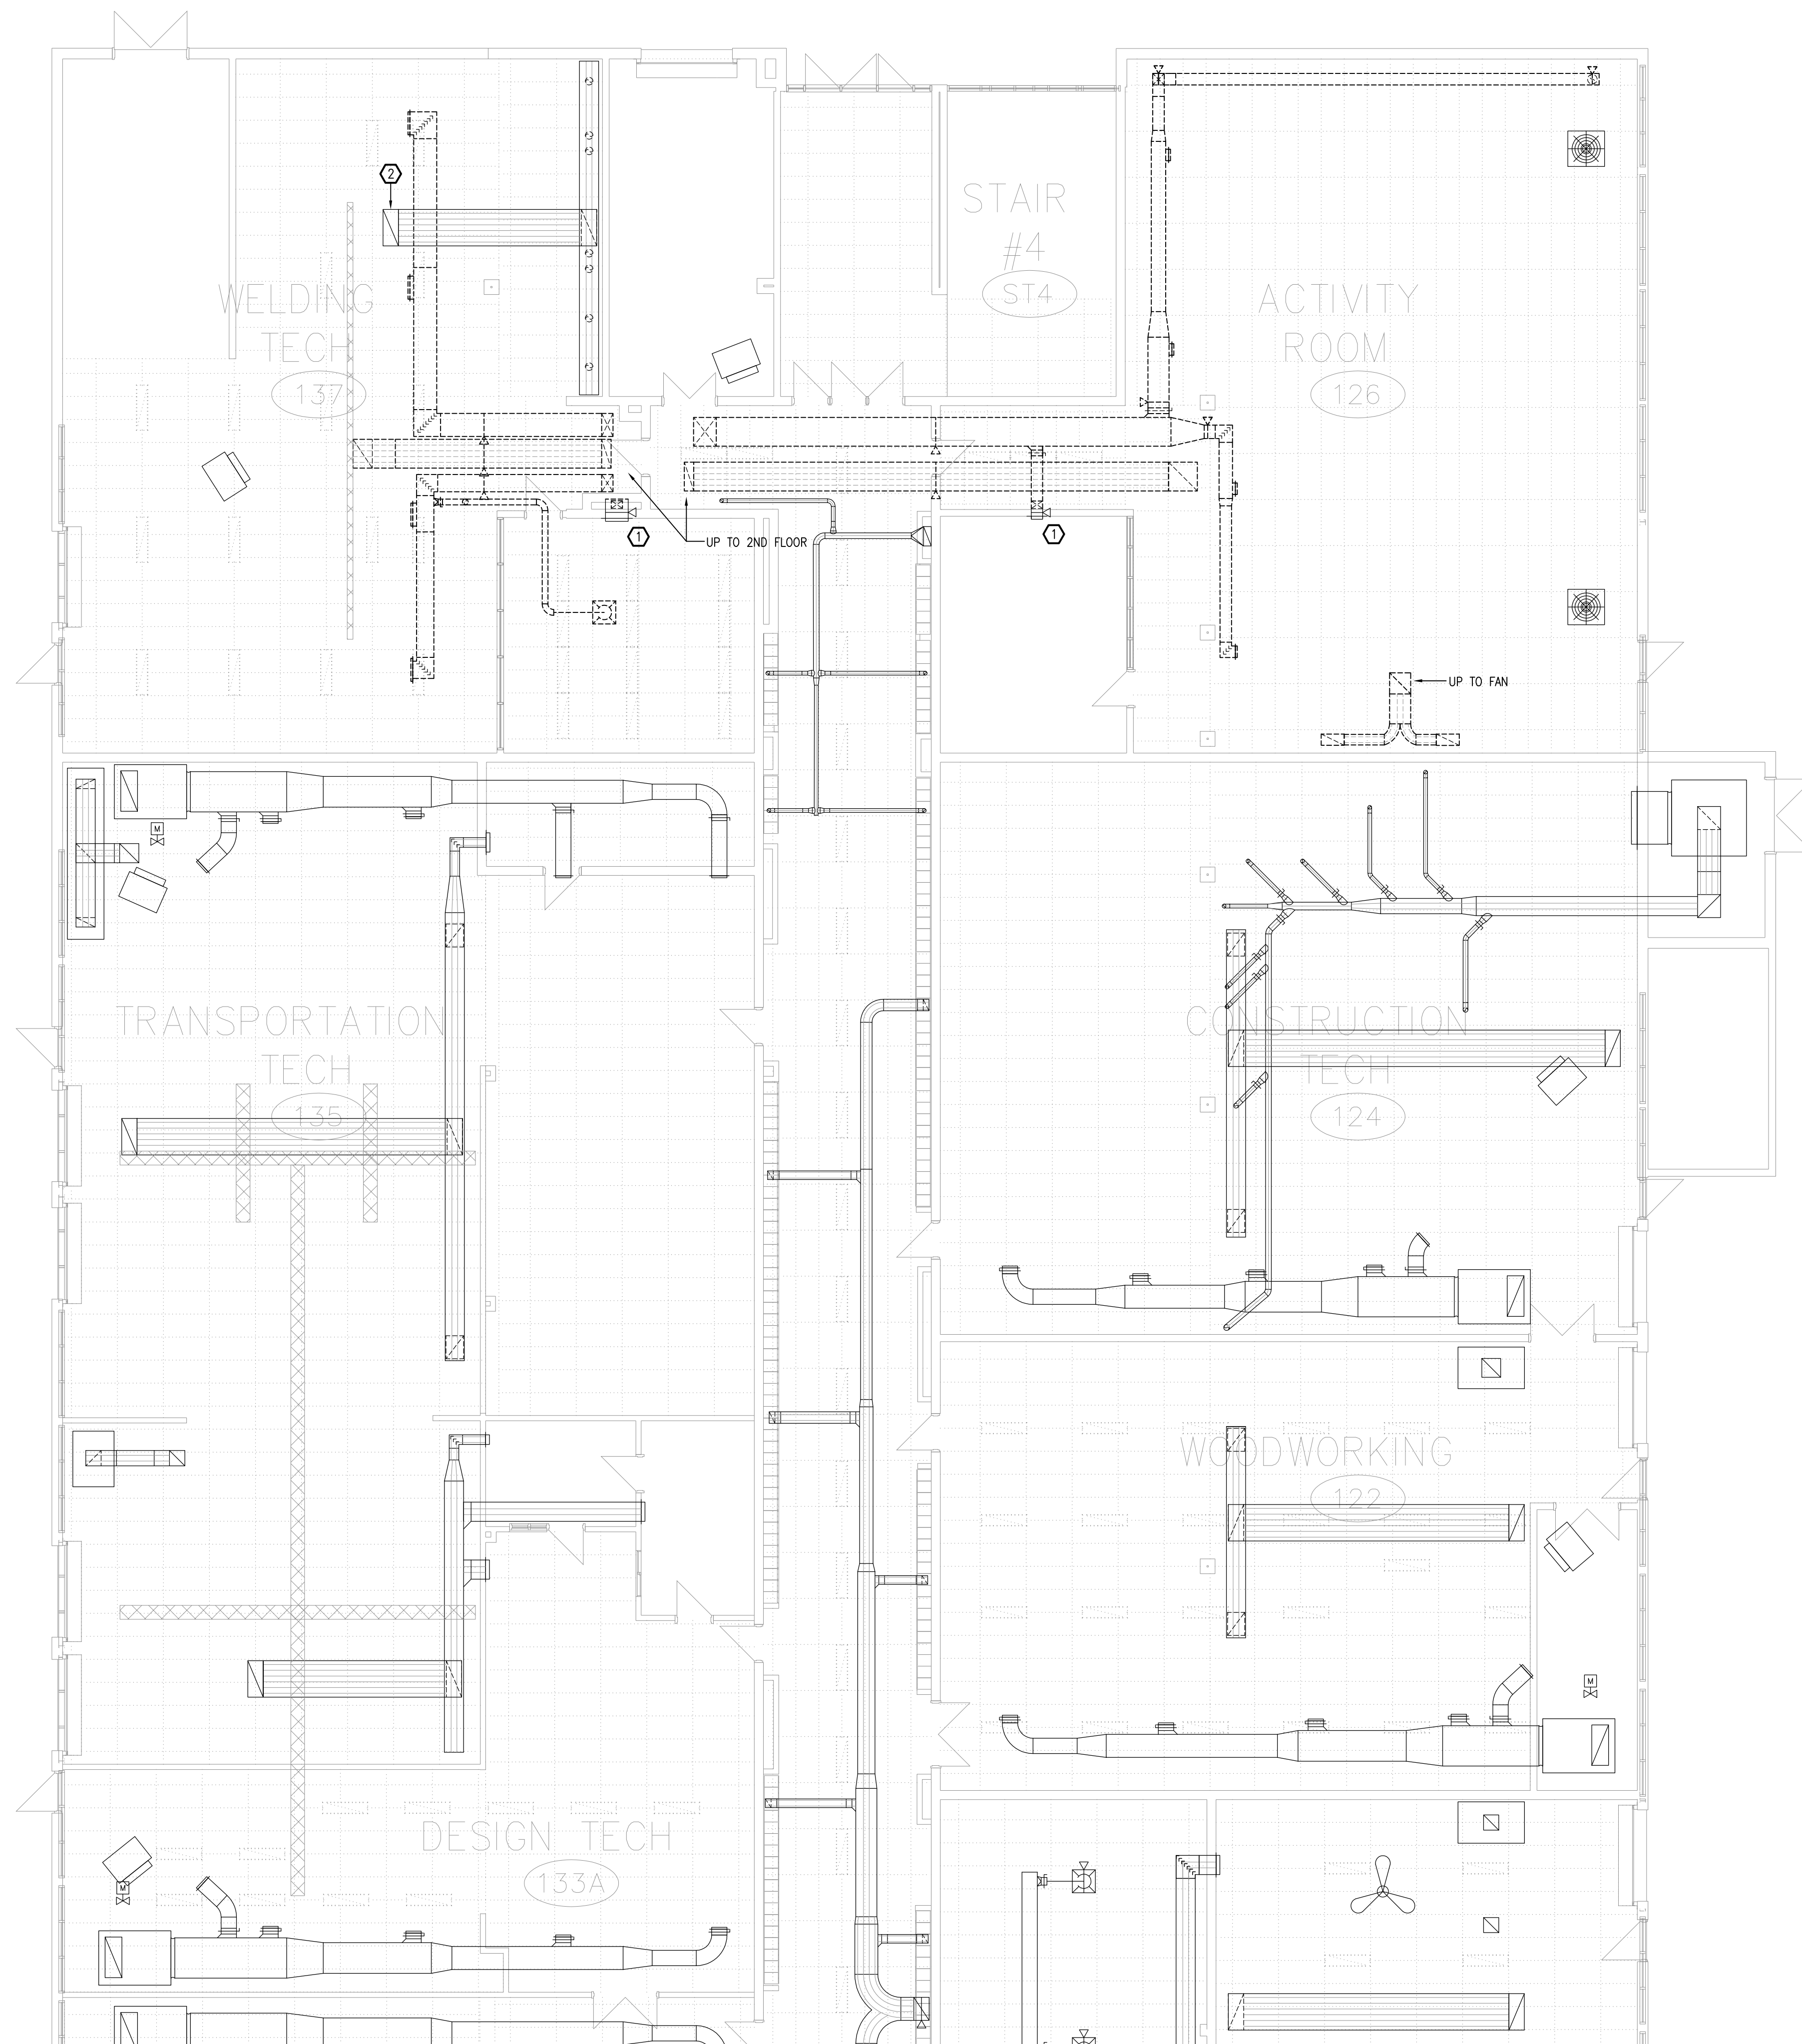 2
STAIR
#4
ST4
WELDING
TECH
137
ACTIVITY
ROOM
126
1
UP TO 2ND FLOOR
1
UP TO FAN
M
TRANSPORTATION
TECH
135
CONSTRUCTION
TECH
124
WOODWORKING
122
M
DESIGN TECH
133A
M